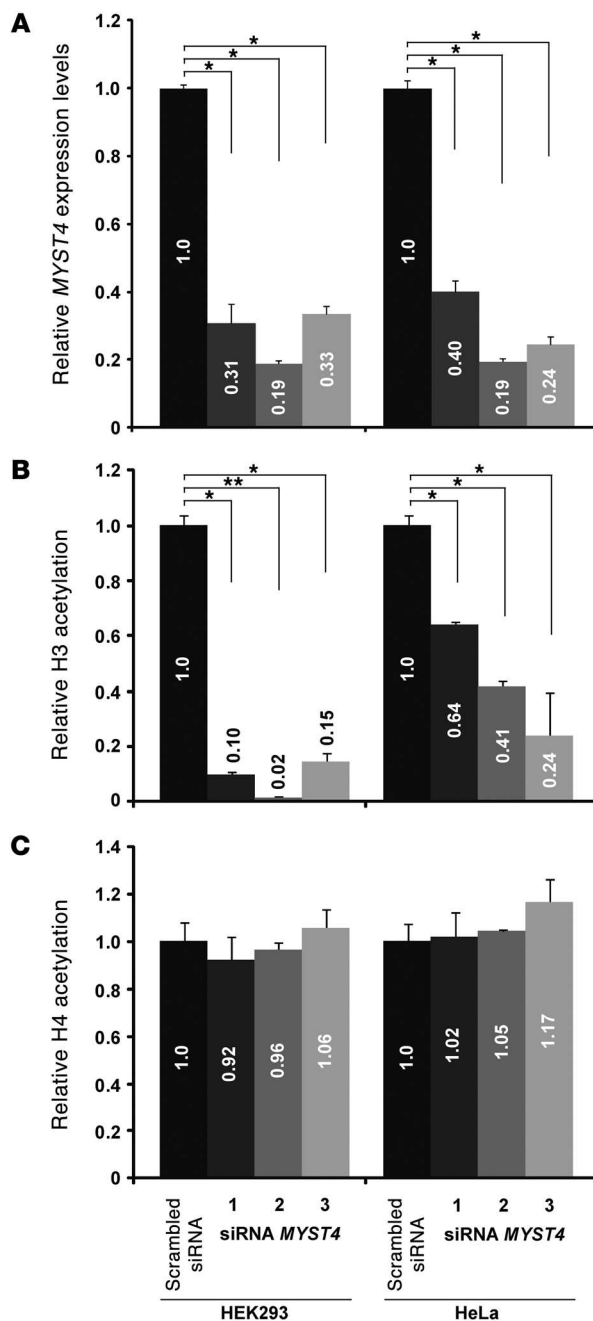 A
Relative MYST4 expression levels
1.2
1.0
0.8
0.6
0.4
0.2
0
* * *
1.0
0.31
0.19
0.33
* * *
1.0
0.40
0.19
0.24
B
Relative H3 acetylation
1.2
1.0
0.8
0.6
0.4
0.2
0
* ** *
1.0
0.10
0.02
0.15
* * *
1.0
0.64
0.41
0.24
C
Relative H4 acetylation
1.4
1.2
1.0
0.8
0.6
0.4
0.2
0
1.0
0.92
0.96
1.06
1.0
1.02
1.05
1.17
Scrambled
siRNA
1 2 3
siRNA MYST4
HEK293
Scrambled
siRNA
1 2 3
siRNA MYST4
HeLa